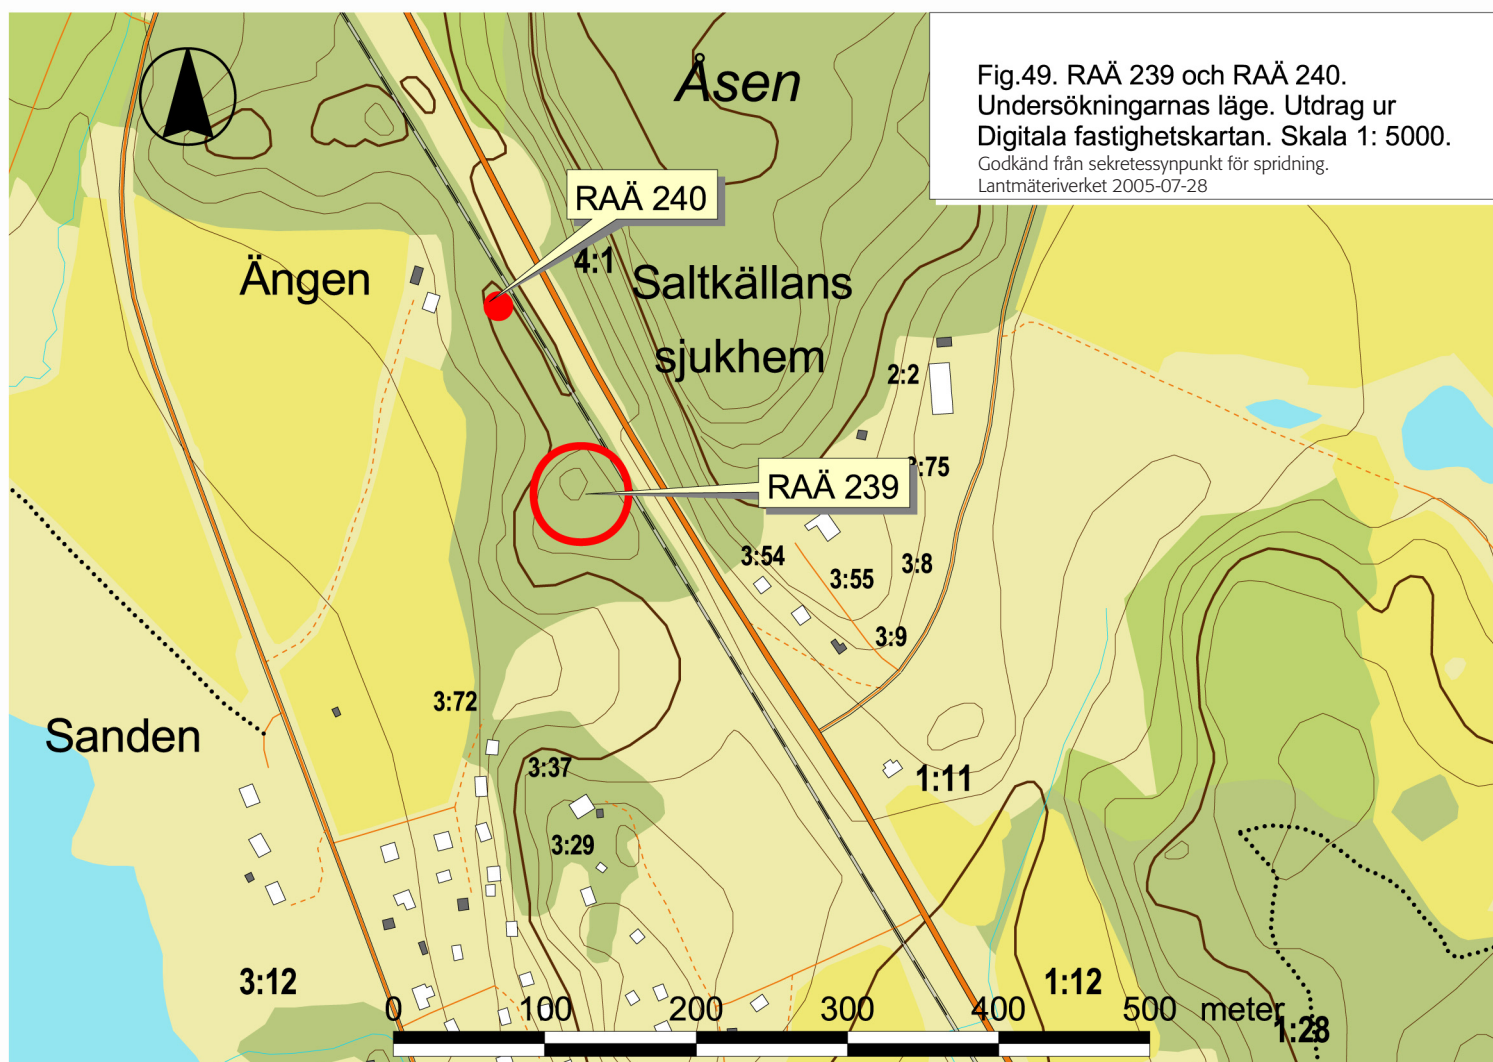 Fig.49. RAÄ 239 och RAÄ 240.
Undersökningarnas läge. Utdrag ur
Digitala fastighetskartan. Skala 1: 5000.
Godkänd från sekretessynpunkt för spridning.
Lantmäteriverket 2005-07-28
Åsen
RAÄ 240
4:1
Ängen
Saltkällans
sjukhem
2:2
:75
RAÄ 239
3:54
3:55
3:8
3:9
3:72
Sanden
3:37
1:11
3:29
3:12
1:12
0 100 200 300 400 500 meter
1:28